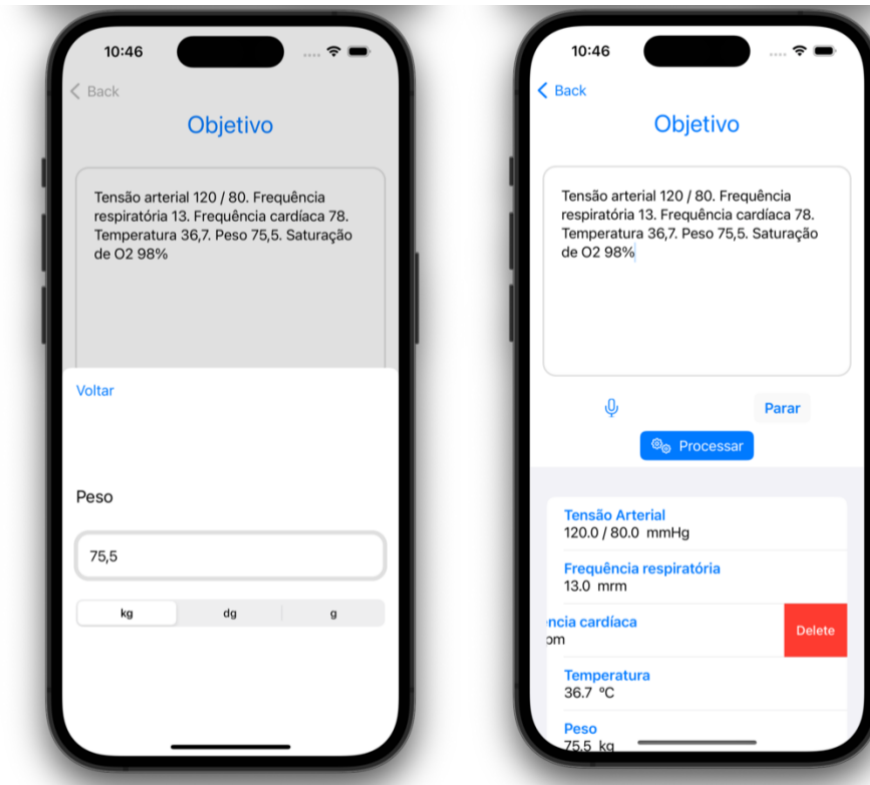 10:46
Back
Objetivo
Tensão arterial 120 / 80. Frequência
respiratória 13. Frequência cardíaca 78.
Temperatura 36,7. Peso 75,5. Saturação
de O2 98%
Voltar
Peso
75,5
kg dg g
10:46
Back
Objetivo
Tensão arterial 120 / 80. Frequência
respiratória 13. Frequência cardíaca 78.
Temperatura 36,7. Peso 75,5. Saturação
de O2 98%
Parar
Processar
Tensão Arterial
120.0 / 80.0 mmHg
Frequência respiratória
13.0 mrm
ncia cardíaca
pm
Delete
Temperatura
36.7 °C
Peso
75.5 kg